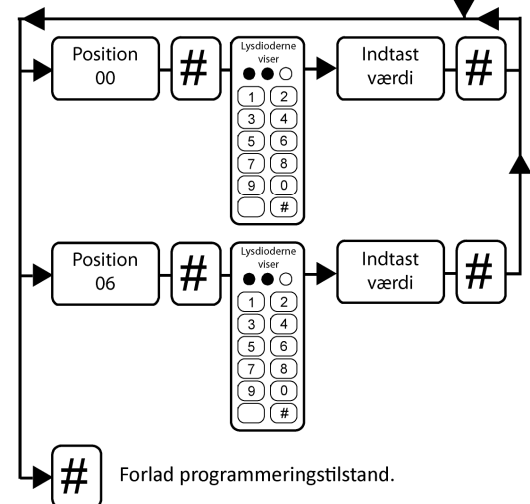 Position
00
#
Lysdioderne
viser
1 2
3 4
5 6
7 8
9 0
#
Indtast
værdi
#
Position
06
#
Lysdioderne
viser
1 2
3 4
5 6
7 8
9 0
#
Indtast
værdi
#
# Forlad programmeringstilstand.